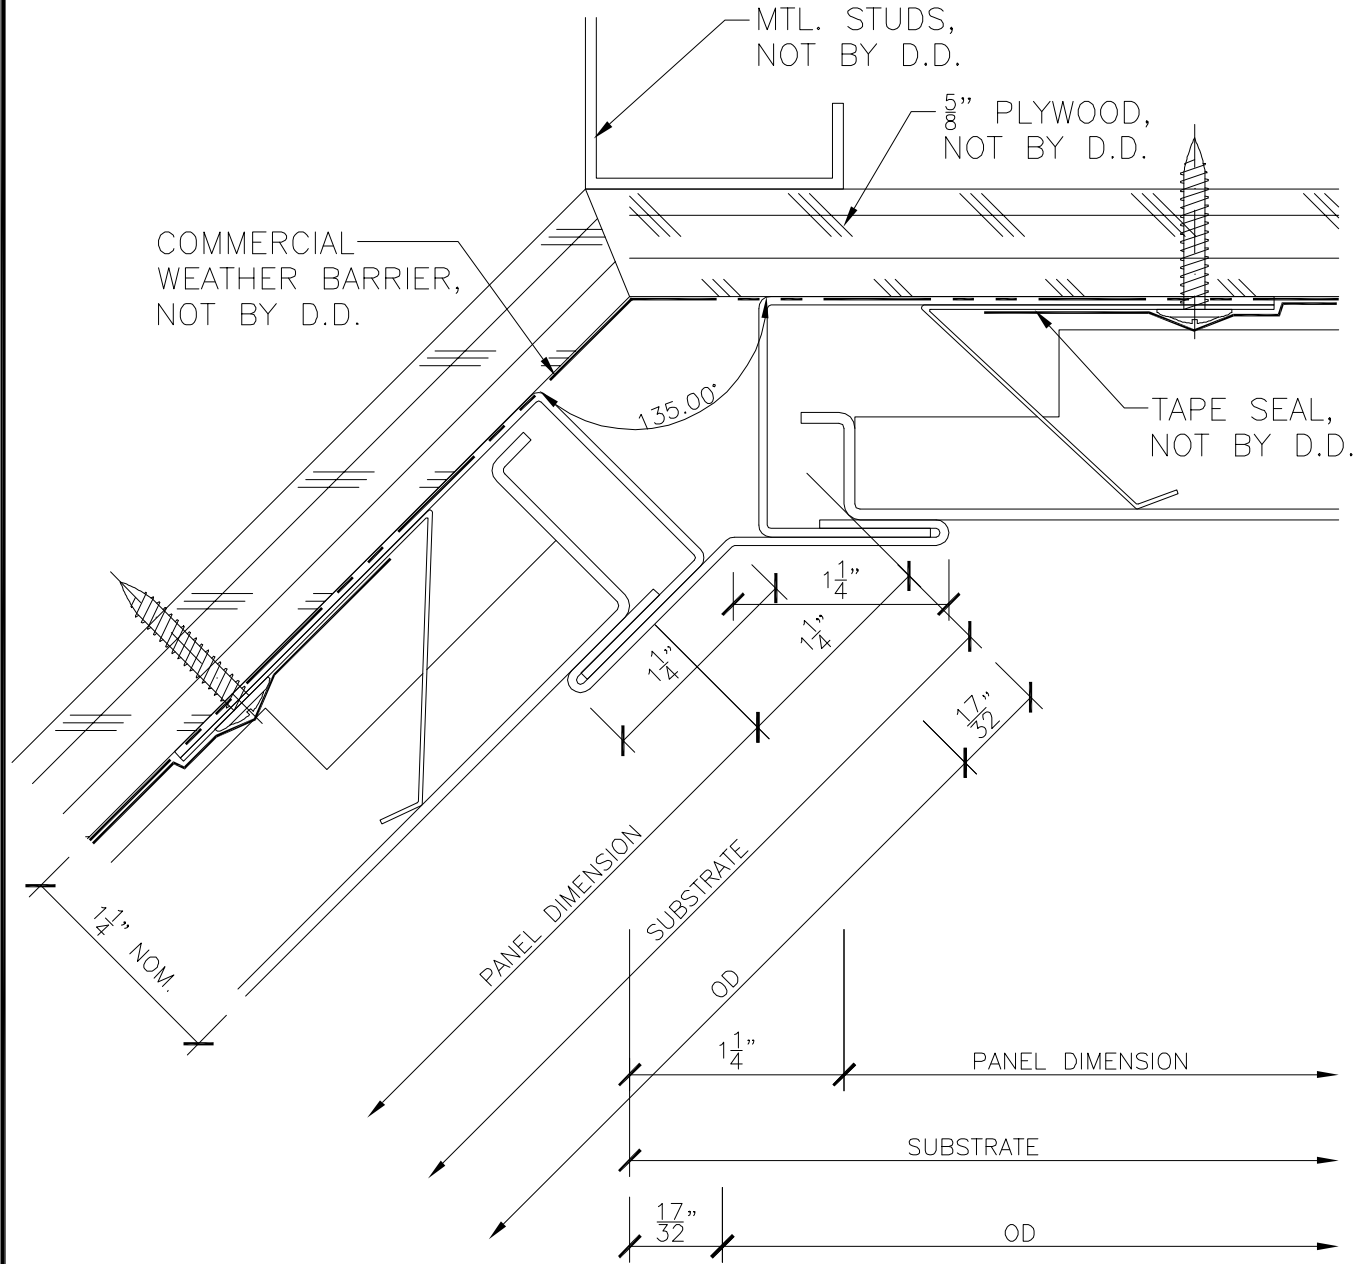 MTL. STUDS,
NOT BY D.D.
5/8" PLYWOOD,
NOT BY D.D.
COMMERCIAL
WEATHER BARRIER,
NOT BY D.D.
135.00°
TAPE SEAL,
NOT BY D.D.
1 1/4"
1 1/4"
1 1/4"
17/32"
PANEL DIMENSION
SUBSTRATE
OD
1 1/4" NOM.
1 1/4"
PANEL DIMENSION
SUBSTRATE
17/32"
OD